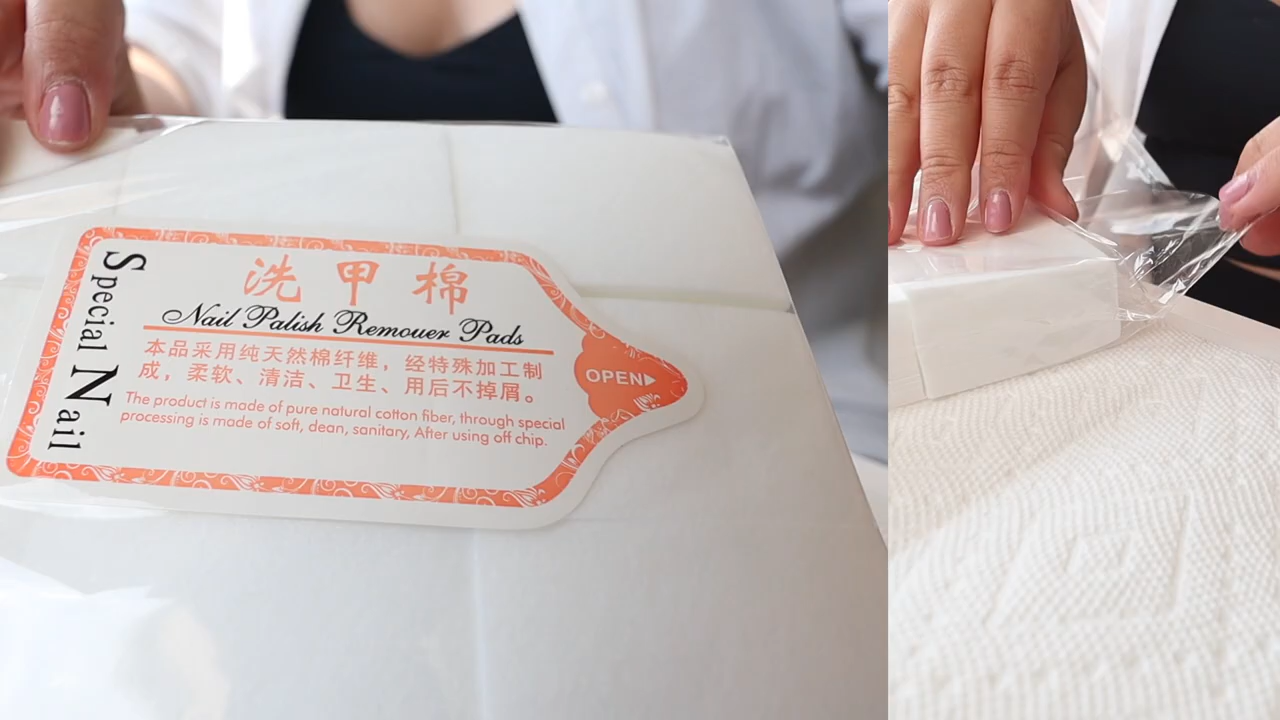 Special Nail
洗甲棉
Nail Palish Remouer Pads
本品采用纯天然棉纤维，经特殊加工制
成，柔软、清洁、卫生、用后不掉屑。
The product is made of pure natural cotton fiber, through special
processing is made of soft, dean, sanitary, After using off chip.
OPEN